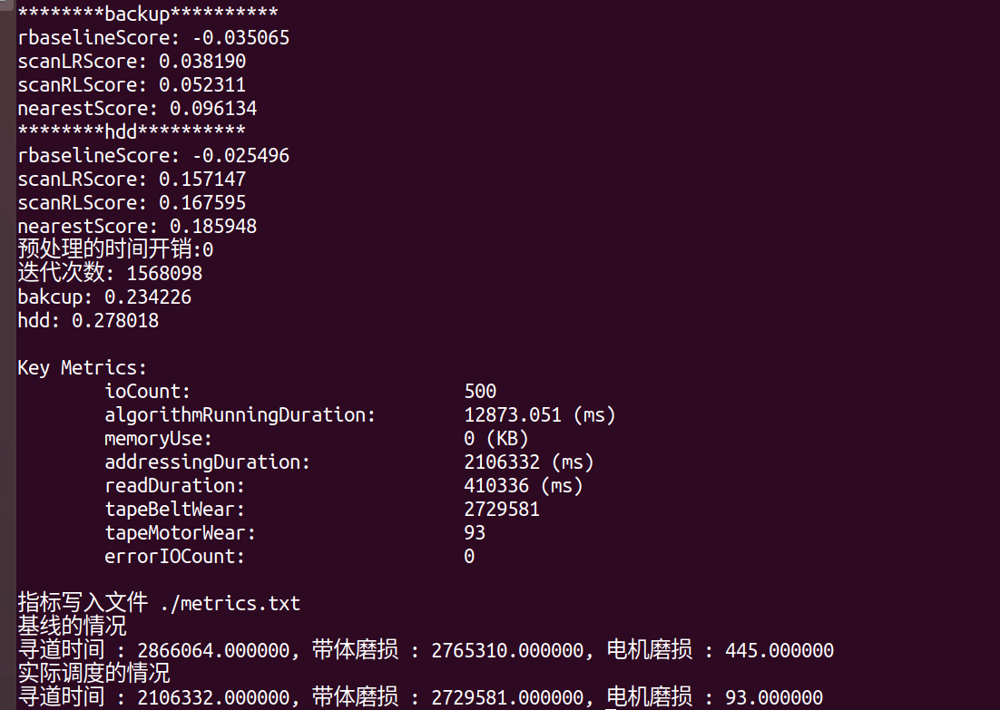 ********backup**********
rbaselineScore: -0.035065
scanLRScore: 0.038190
scanRLScore: 0.052311
nearestScore: 0.096134
********hdd**********
rbaselineScore: -0.025496
scanLRScore: 0.157147
scanRLScore: 0.167595
nearestScore: 0.185948
预处理的时间开销:0
迭代次数: 1568098
bakcup: 0.234226
hdd: 0.278018
Key Metrics:
ioCount: 500
algorithmRunningDuration: 12873.051 (ms)
memoryUse: 0 (KB)
addressingDuration: 2106332 (ms)
readDuration: 410336 (ms)
tapeBeltWear: 2729581
tapeMotorWear: 93
errorIOCount: 0
指标写入文件 ./metrics.txt
基线的情况
寻道时间 : 2866064.000000, 带体磨损 : 2765310.000000, 电机磨损 : 445.000000
实际调度的情况
寻道时间 : 2106332.000000, 带体磨损 : 2729581.000000, 电机磨损 : 93.000000